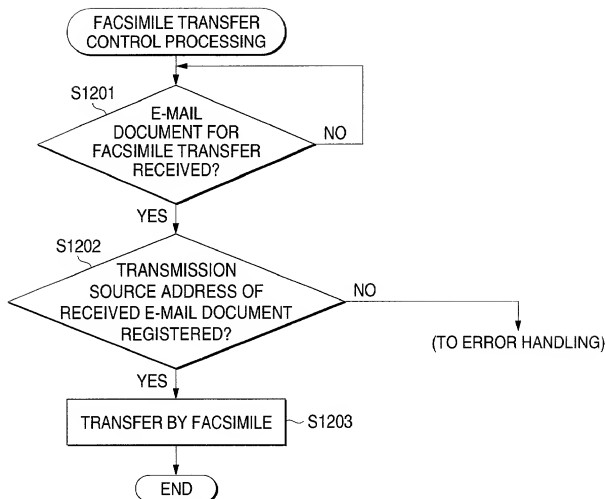 FACSIMILE TRANSFER
CONTROL PROCESSING
S1201
E-MAIL
DOCUMENT FOR
FACSIMILE TRANSFER
RECEIVED?
NO
YES
S1202
TRANSMISSION
SOURCE ADDRESS OF
RECEIVED E-MAIL DOCUMENT
REGISTERED?
NO
(TO ERROR HANDLING)
YES
TRANSFER BY FACSIMILE
S1203
END